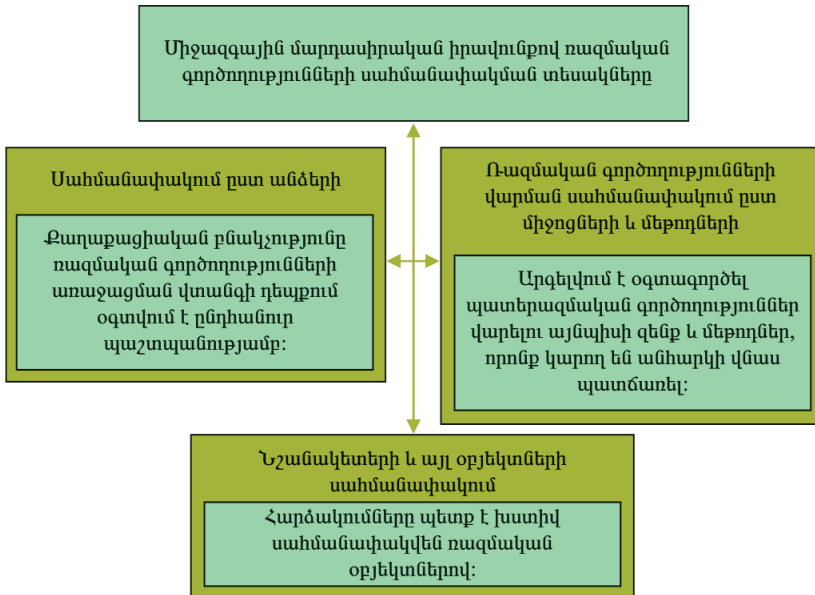 Միջազգային մարդասիրական իրավունքով ռազմական
գործողությունների սահմանափակման տեսակները
Սահմանափակում ըստ անձերի
Քաղաքացիական բնակչությունը
ռազմական գործողությունների
առաջացման վտանգի դեպքում
օգտվում է ընդհանուր
պաշտպանությամբ:
Ռազմական գործողությունների
վարման սահմանափակում ըստ
միջոցների և մեթոդների
Արգելվում է օգտագործել
պատերազմական գործողություններ
վարելու այնպիսի զենք և մեթոդներ,
որոնք կարող են անհարկի վնաս
պատճառել:
Նշանակետերի և այլ օբյեկտների
սահմանափակում
Հարձակումները պետք է խստիվ
սահմանափակվեն ռազմական
օբյեկտներով: